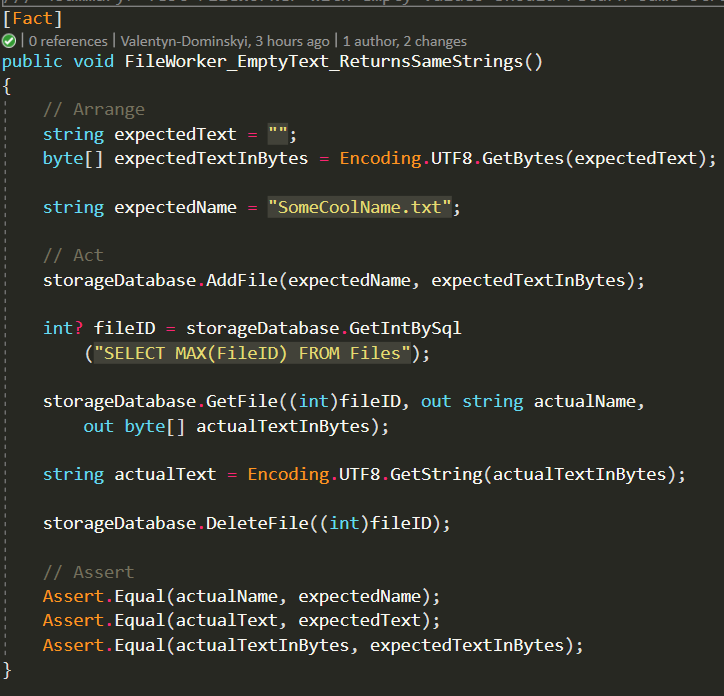 [Fact]
0 references | Valentyn-Dominskyi, 3 hours ago | 1 author, 2 changes
public void FileWorker_EmptyText_ReturnsSameStrings()
{
// Arrange
string expectedText = "";
byte[] expectedTextInBytes = Encoding.UTF8.GetBytes(expectedText);
string expectedName = "SomeCoolName.txt";
// Act
storageDatabase.AddFile(expectedName, expectedTextInBytes);
int? fileID = storageDatabase.GetIntBySql
("SELECT MAX(FileID) FROM Files");
storageDatabase.GetFile((int)fileID, out string actualName,
out byte[] actualTextInBytes);
string actualText = Encoding.UTF8.GetString(actualTextInBytes);
storageDatabase.DeleteFile((int)fileID);
// Assert
Assert.Equal(actualName, expectedName);
Assert.Equal(actualText, expectedText);
Assert.Equal(actualTextInBytes, expectedTextInBytes);
}